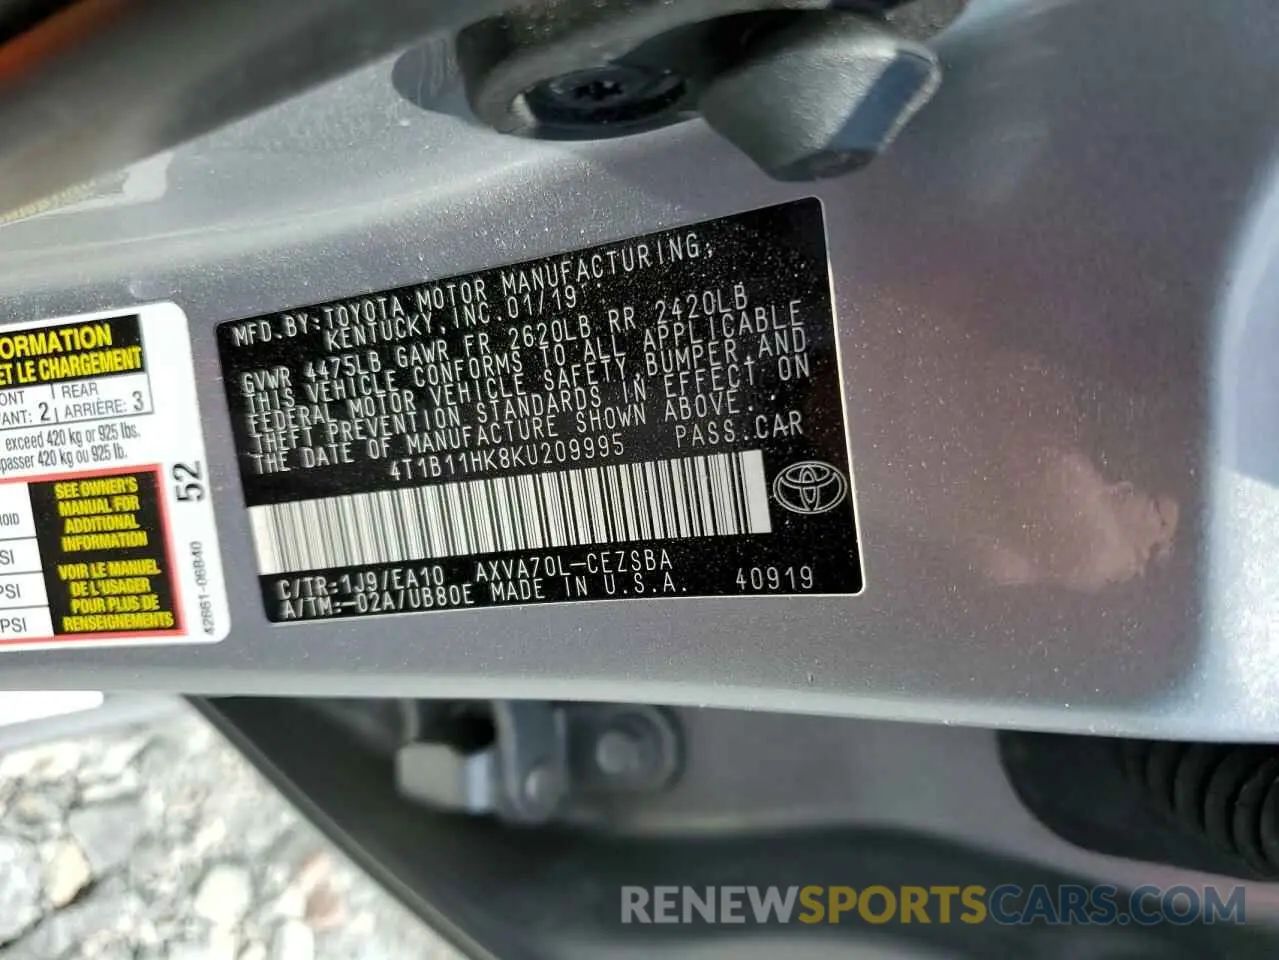 MFD.BY:TOYOTA MOTOR MANUFACTURING,
KENTUCKY,INC. 01/19
GVWR 4475LB GAWR FR 2620LB RR 2420LB
THIS VEHICLE CONFORMS TO ALL APPLICABLE
FEDERAL MOTOR VEHICLE SAFETY,BUMPER,AND
THEFT PREVENTION STANDARDS IN EFFECT ON
THE DATE OF MANUFACTURE SHOWN ABOVE.
4T1B11HK8KU209995 PASS.CAR
C/TR:1J9/EA10 AXVA70L-CEZSBA
A/TM:-02A/UB80E MADE IN U.S.A. 40919
ORMATION
ET LE CHARGEMENT
ONT REAR
ANT: 2 ARRIÈRE: 3
exceed 420 kg or 925 lbs.
passer 420 kg ou 925 lb.
52
SEE OWNER'S
MANUAL FOR
ADDITIONAL
INFORMATION
VOIR LE MANUEL
DE L'USAGER
POUR PLUS DE
RENSEIGNEMENTS
OID
SI
PSI
PSI
42661-06B40
RENEWSPORTSCARS.COM